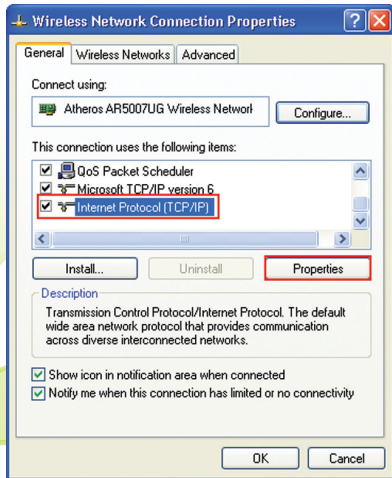 Wireless Network Connection Properties
General Wireless Networks Advanced
Connect using:
Atheros AR5007UG Wireless Network Configure...
This connection uses the following items:
QoS Packet Scheduler
Microsoft TCP/IP version 6
Internet Protocol (TCP/IP)
Install... Uninstall Properties
Description
Transmission Control Protocol/Internet Protocol. The default
wide area network protocol that provides communication
across diverse interconnected networks.
Show icon in notification area when connected
Notify me when this connection has limited or no connectivity
OK Cancel